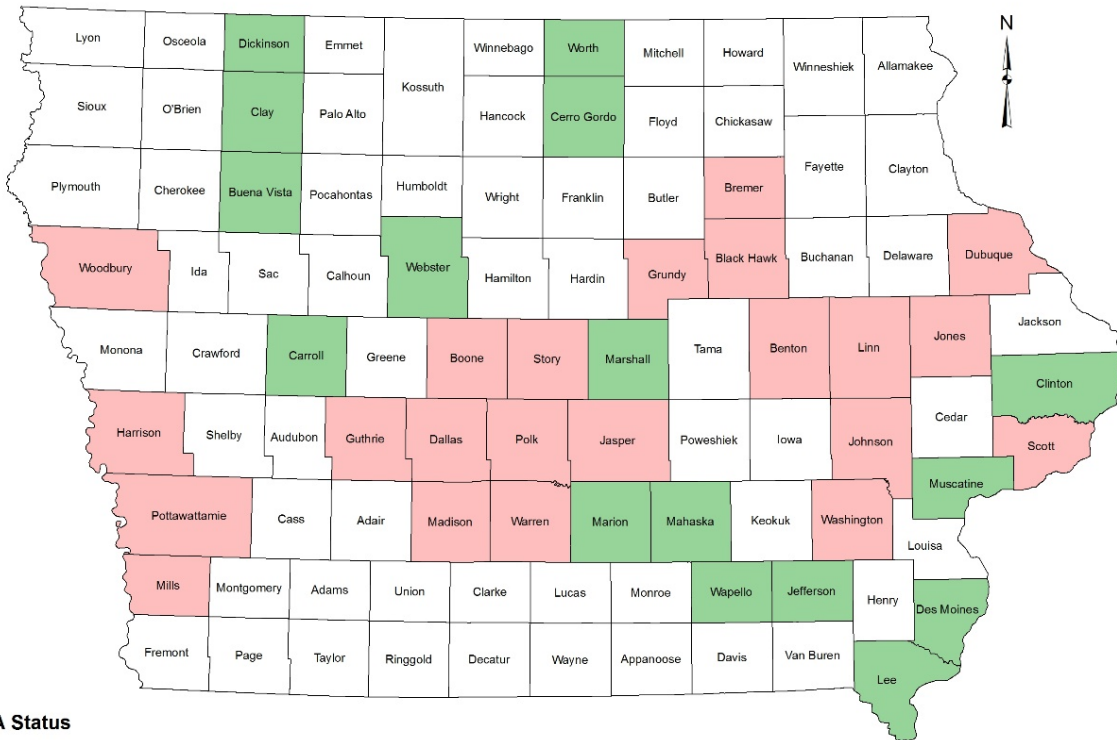 N
Lyon
Osceola
Dickinson
Emmet
Winnebago
Worth
Mitchell
Howard
Winneshiek
Allamakee
Kossuth
Sioux
O'Brien
Clay
Palo Alto
Hancock
Cerro Gordo
Floyd
Chickasaw
Plymouth
Cherokee
Buena Vista
Pocahontas
Humboldt
Wright
Franklin
Butler
Bremer
Fayette
Clayton
Woodbury
Ida
Sac
Calhoun
Webster
Hamilton
Hardin
Grundy
Black Hawk
Buchanan
Delaware
Dubuque
Monona
Crawford
Carroll
Greene
Boone
Story
Marshall
Tama
Benton
Linn
Jones
Jackson
Clinton
Harrison
Shelby
Audubon
Guthrie
Dallas
Polk
Jasper
Poweshiek
Iowa
Johnson
Cedar
Scott
Muscatine
Pottawattamie
Cass
Adair
Madison
Warren
Marion
Mahaska
Keokuk
Washington
Louisa
Mills
Montgomery
Adams
Union
Clarke
Lucas
Monroe
Wapello
Jefferson
Henry
Des Moines
Fremont
Page
Taylor
Ringgold
Decatur
Wayne
Appanoose
Davis
Van Buren
Lee
A Status